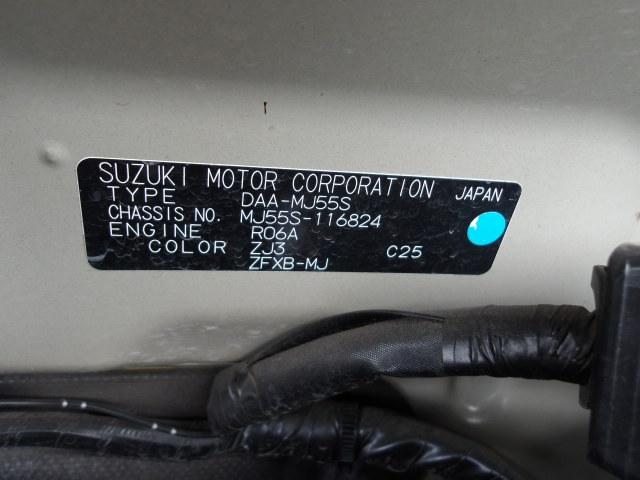 SUZUKI MOTOR CORPORATION JAPAN
TYPE DAA-MJ55S
CHASSIS NO. MJ55S-116824
ENGINE R06A
COLOR ZJ3 C25
ZFXB-MJ